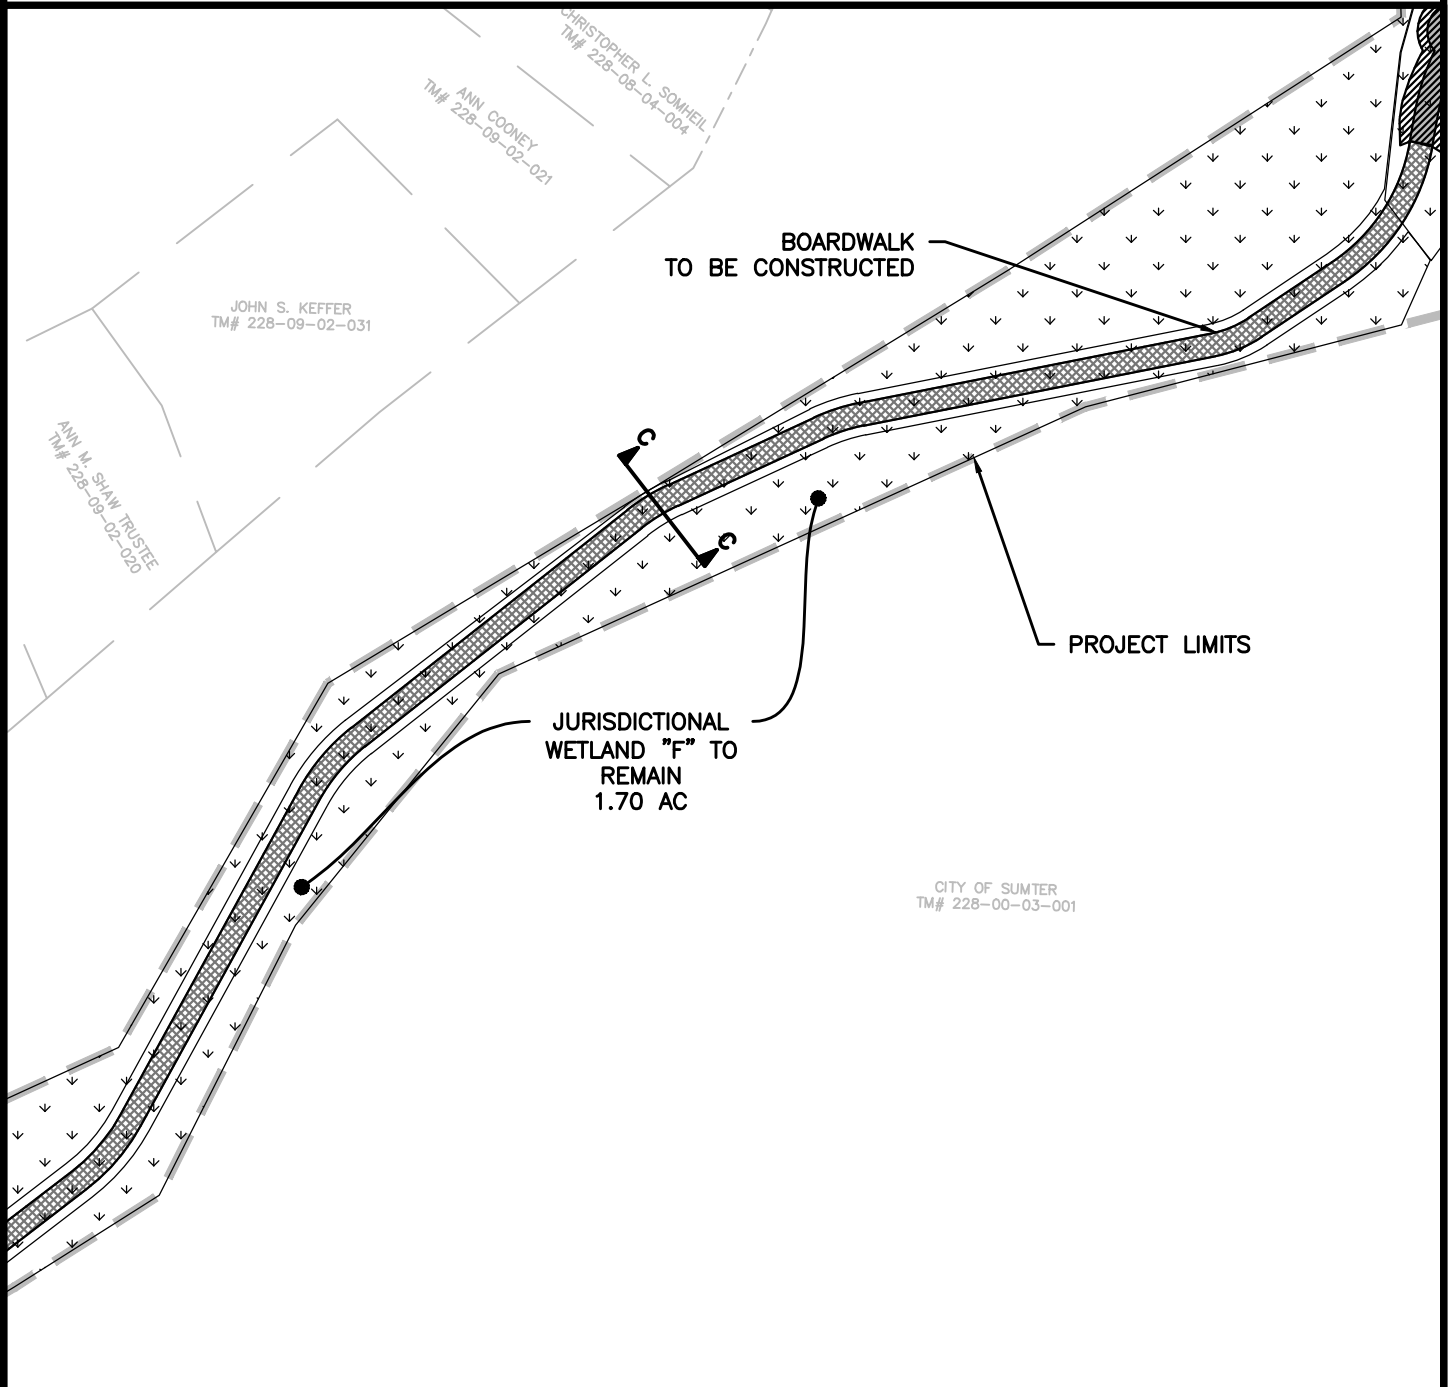 CHRISTOPHER L. SOMHEIL
TM# 228-08-04-004
ANN COONEY
TM# 228-09-02-021
BOARDWALK
TO BE CONSTRUCTED
JOHN S. KEFFER
TM# 228-09-02-031
ANN M. SHAW TRUSTEE
TM# 228-09-02-020
C
C
PROJECT LIMITS
JURISDICTIONAL
WETLAND "F" TO
REMAIN
1.70 AC
CITY OF SUMTER
TM# 228-00-03-001